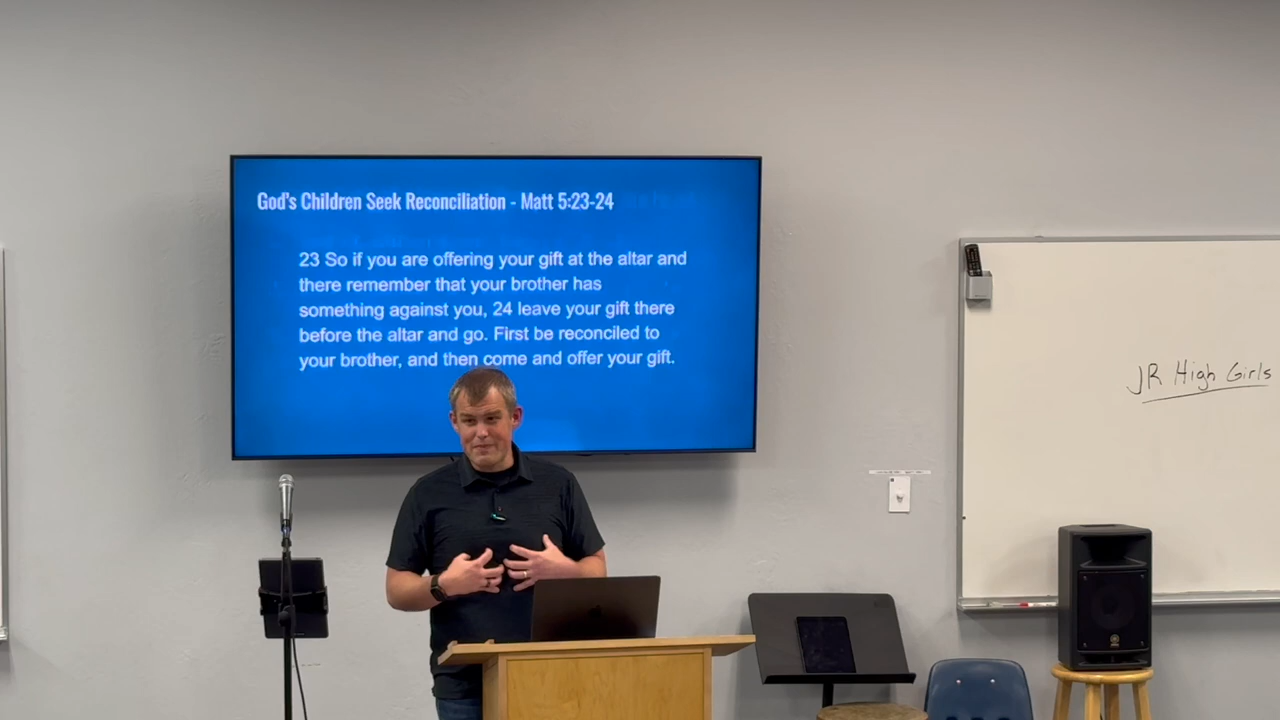 God's Children Seek Reconciliation - Matt 5:23-24
23 So if you are offering your gift at the altar and
there remember that your brother has
something against you, 24 leave your gift there
before the altar and go. First be reconciled to
your brother, and then come and offer your gift.
JR High Girls